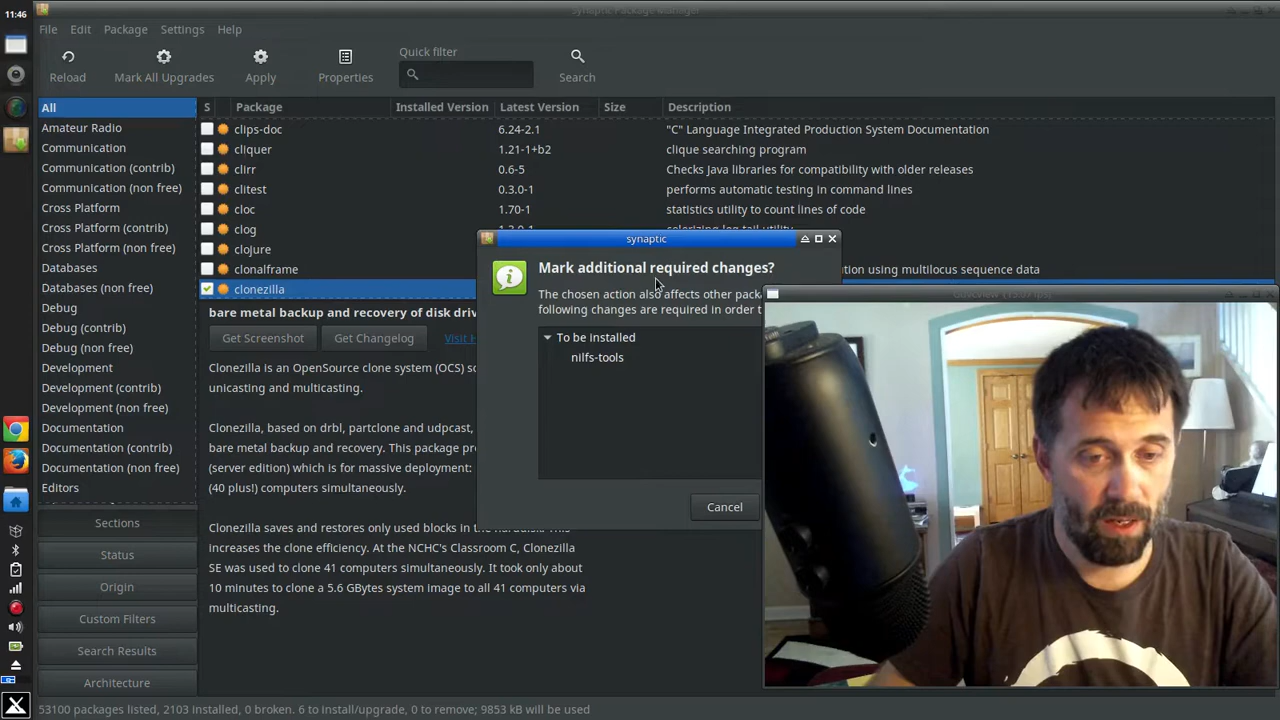 11:46
Synaptic Package Manager
File Edit Package Settings Help
Reload
Mark All Upgrades
Apply
Properties
Quick filter
Search
S Package Installed Version Latest Version Size Description
All
Amateur Radio
Communication
Communication (contrib)
Communication (non free)
Cross Platform
Cross Platform (contrib)
Cross Platform (non free)
Databases
Databases (non free)
Debug
Debug (contrib)
Debug (non free)
Development
Development (contrib)
Development (non free)
Documentation
Documentation (contrib)
Documentation (non free)
Editors
Sections
Status
Origin
Custom Filters
Search Results
Architecture
clips-doc 6.24-2.1 "C" Language Integrated Production System Documentation
cliquer 1.21-1+b2 clique searching program
clirr 0.6-5 Checks Java libraries for compatibility with older releases
clitest 0.3.0-1 performs automatic testing in command lines
cloc 1.70-1 statistics utility to count lines of code
clog
clojure
clonalframe using multilocus sequence data
clonezilla
bare metal backup and recovery of disk
Get Screenshot Get Changelog Visit
Clonezilla is an OpenSource clone system (OCS)
unicasting and multicasting.
Clonezilla, based on drbl, partclone and udpcast,
bare metal backup and recovery. This package
(server edition) which is for massive deployment:
(40 plus!) computers simultaneously.
Clonezilla saves and restores only used blocks in
increases the clone efficiency. At the NCHC's Classroom C, Clonezilla
SE was used to clone 41 computers simultaneously. It took only about
10 minutes to clone a 5.6 GBytes system image to all 41 computers via
multicasting.
synaptic
Mark additional required changes?
The chosen action also affects other
following changes are required in order
To be installed
nilfs-tools
Cancel
53100 packages listed, 2103 installed, 0 broken. 6 to install/upgrade, 0 to remove; 9853 kB will be used